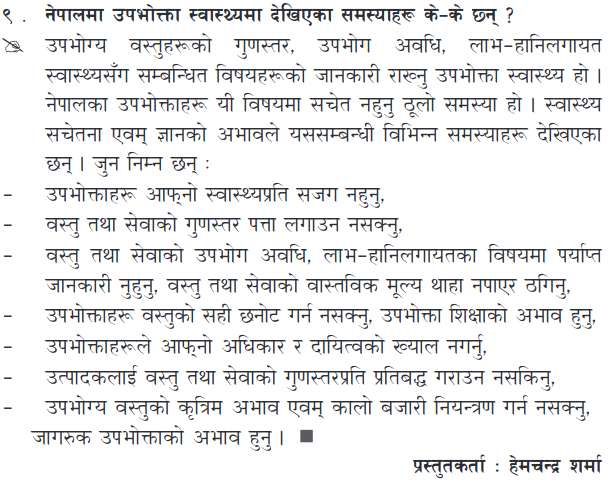 ९ . नेपालमा उपभोक्ता स्वास्थ्यमा देखिएका समस्याहरू के-के छन् ?
उपभोग्य वस्तुहरूको गुणस्तर, उपभोग अवधि, लाभ-हानिलगायत
स्वास्थ्यसँग सम्बन्धित विषयहरूको जानकारी राख्नु उपभोक्ता स्वास्थ्य हो ।
नेपालका उपभोक्ताहरू यी विषयमा सचेत नहुनु ठूलो समस्या हो । स्वास्थ्य
सचेतना एवम् ज्ञानको अभावले यससम्बन्धी विभिन्न समस्याहरू देखिएका
छन् । जुन निम्न छन् :
- उपभोक्ताहरू आफ्नो स्वास्थ्यप्रति सजग नहुनु,
- वस्तु तथा सेवाको गुणस्तर पत्ता लगाउन नसक्नु,
- वस्तु तथा सेवाको उपभोग अवधि, लाभ-हानिलगायतका विषयमा पर्याप्त
जानकारी नुहुनु, वस्तु तथा सेवाको वास्तविक मूल्य थाहा नपाएर ठगिनु,
- उपभोक्ताहरू वस्तुको सही छनोट गर्न नसक्नु, उपभोक्ता शिक्षाको अभाव हुनु,
- उपभोक्ताहरूले आफ्नो अधिकार र दायित्वको ख्याल नगर्नु,
- उत्पादकलाई वस्तु तथा सेवाको गुणस्तरप्रति प्रतिबद्ध गराउन नसकिनु,
- उपभोग्य वस्तुको कृत्रिम अभाव एवम् कालो बजारी नियन्त्रण गर्न नसक्नु,
जागरुक उपभोक्ताको अभाव हुनु । ■
प्रस्तुतकर्ता : हेमचन्द्र शर्मा